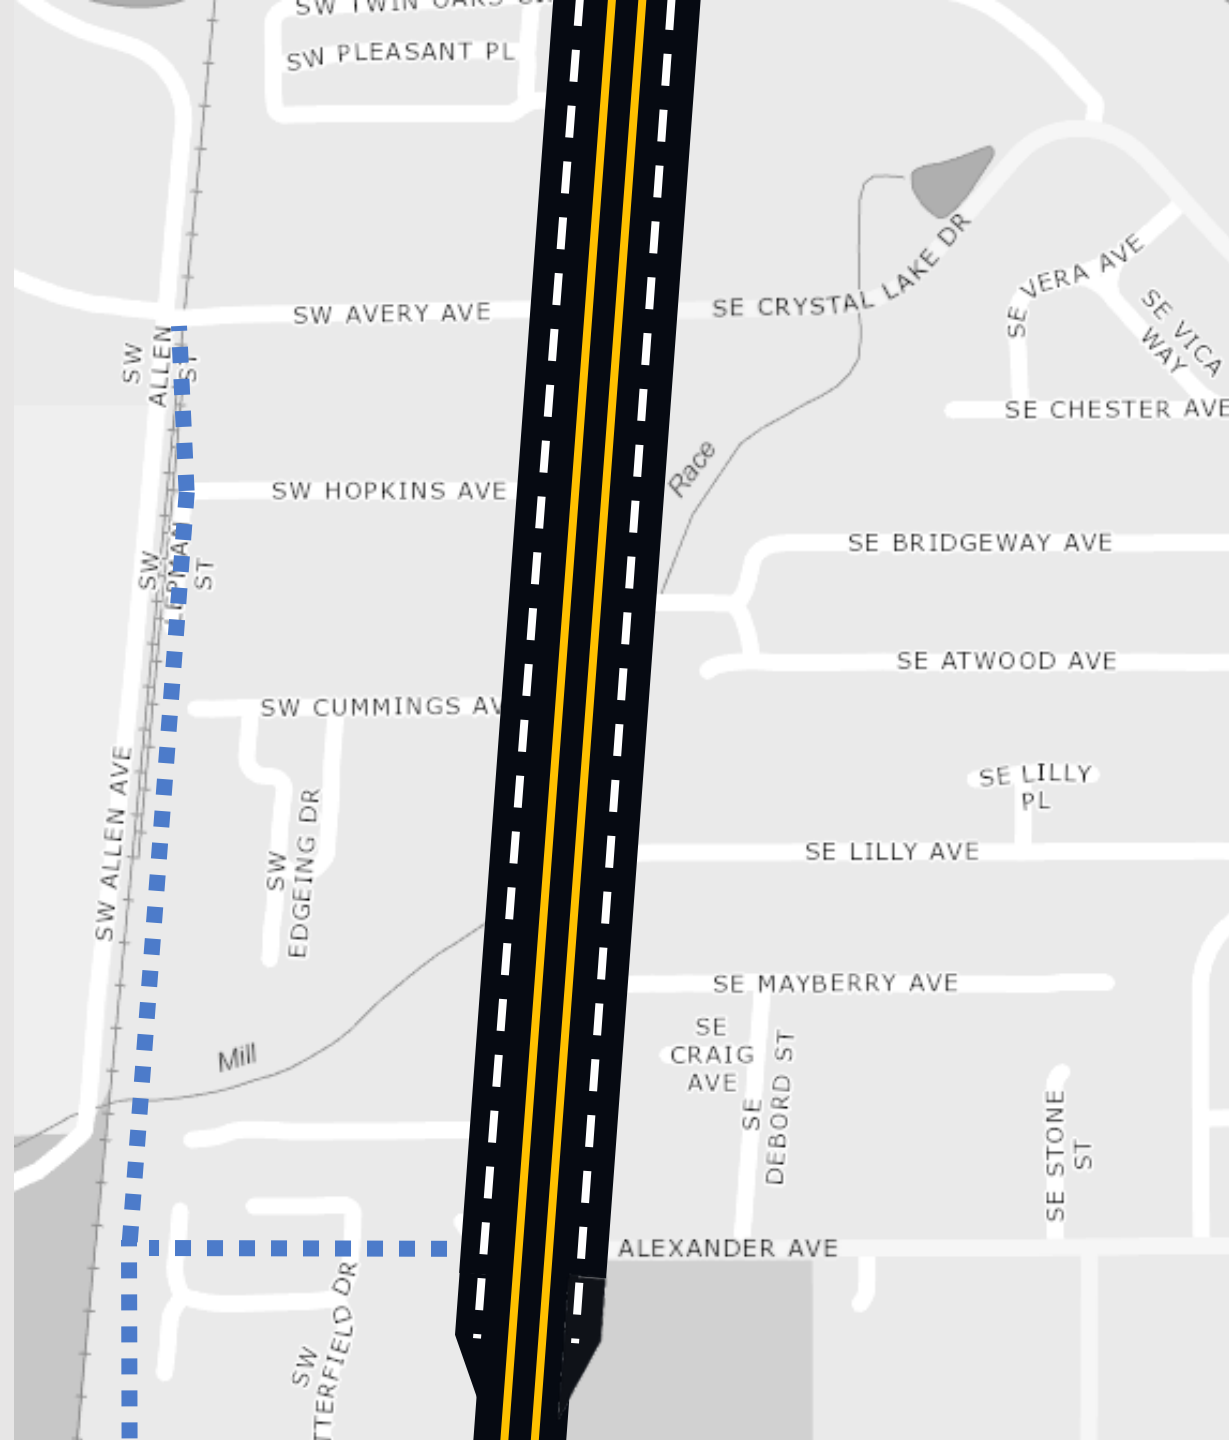 SW PLEASANT PL
SW AVERY AVE
SE CRYSTAL LAKE DR
SE VERA AVE
SE VICA
WAY
SW
ALLEN
ST
SE CHESTER AVE
Race
SW HOPKINS AVE
SE BRIDGEWAY AVE
SW
ST
SE ATWOOD AVE
SW CUMMINGS AV
SE LILLY
PL
SW ALLEN AVE
SW
EDGEING DR
SE LILLY AVE
SE MAYBERRY AVE
SE
CRAIG
AVE
Mill
SE
DEBORD ST
SE STONE
ST
ALEXANDER AVE
SW
TTERFIELD DR